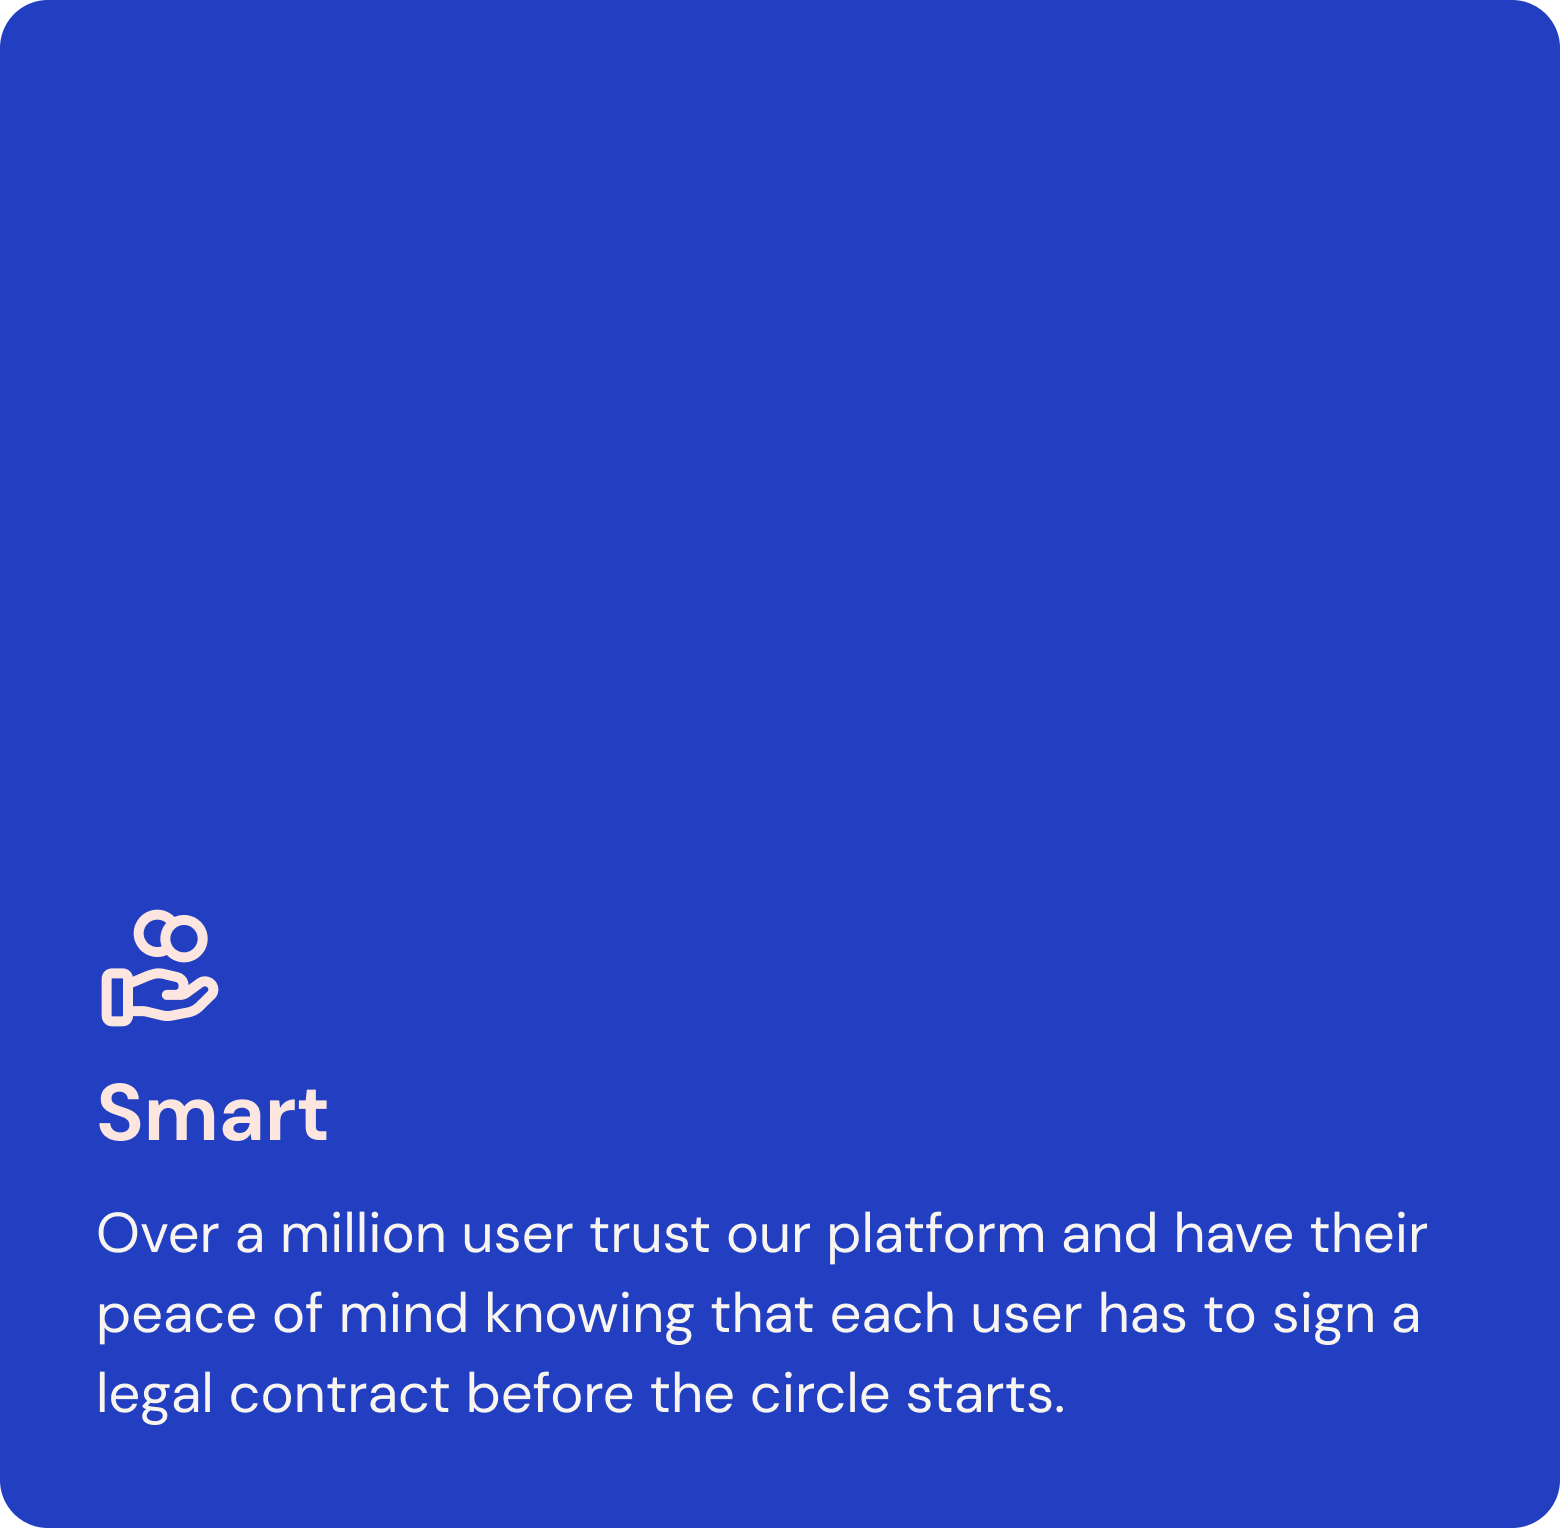 Smart
Over a million user trust our platform and have their
peace of mind knowing that each user has to sign a
legal contract before the circle starts.